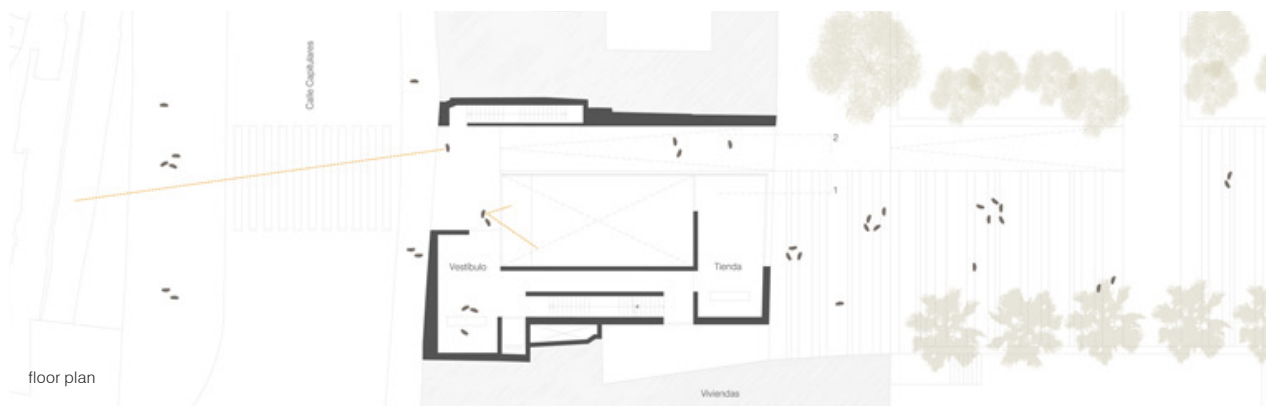 Calle Capitulares
2
1
Vestíbulo
Tienda
floor plan
Viviendas